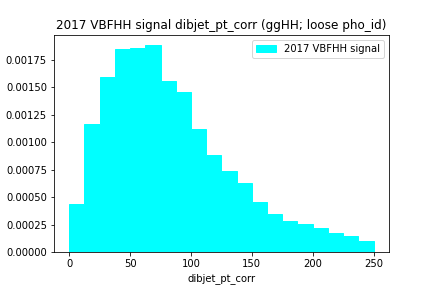 2017 VBFHH signal dibjet_pt_corr (ggHH; loose pho_id)
2017 VBFHH signal
0.00175
0.00150
0.00125
0.00100
0.00075
0.00050
0.00025
0.00000
0 50 100 150 200 250
dibjet_pt_corr